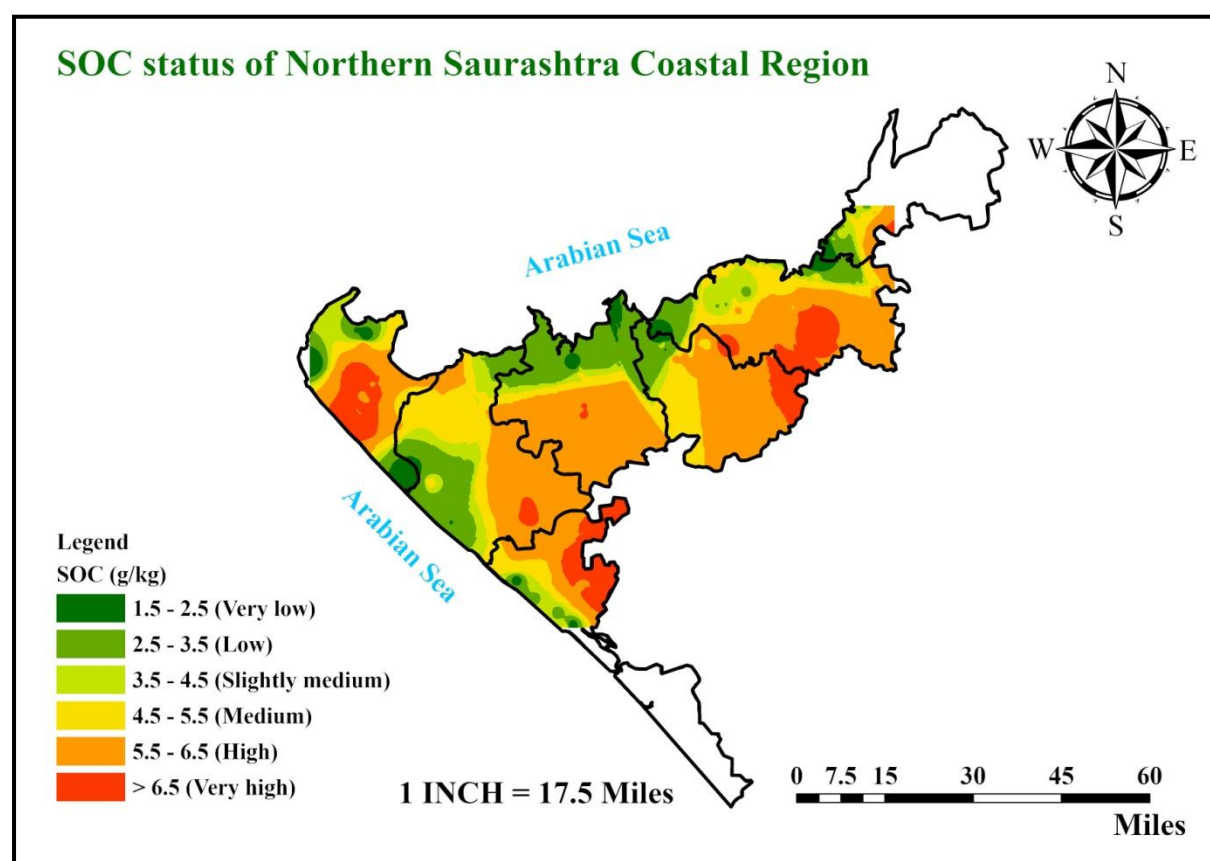 SOC status of Northern Saurashtra Coastal Region
N
W
E
S
Arabian Sea
Arabian Sea
Legend
SOC (g/kg)
1.5 - 2.5 (Very low)
2.5 - 3.5 (Low)
3.5 - 4.5 (Slightly medium)
4.5 - 5.5 (Medium)
5.5 - 6.5 (High)
> 6.5 (Very high)
1 INCH = 17.5 Miles
0 7.5 15 30 45 60
Miles